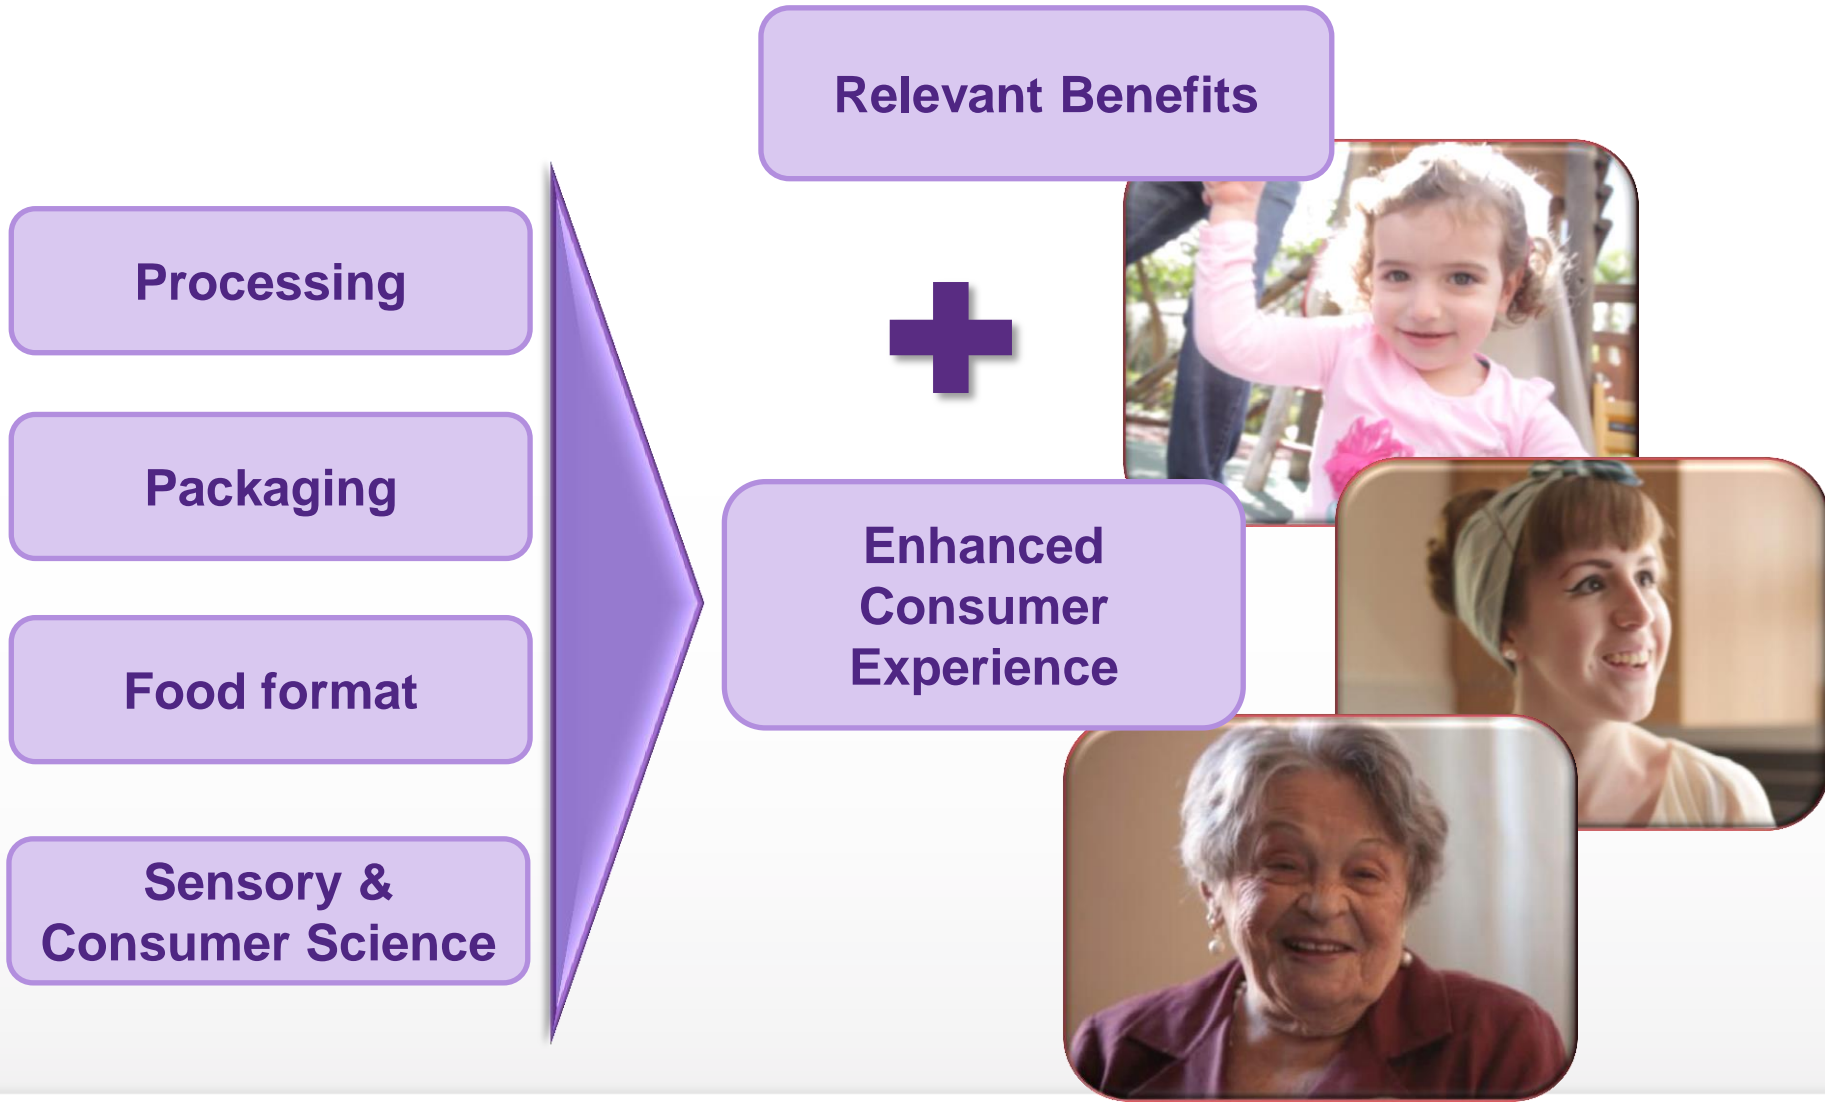 Relevant Benefits
Processing
Packaging
Food format
Sensory &
Consumer Science
Enhanced
Consumer
Experience